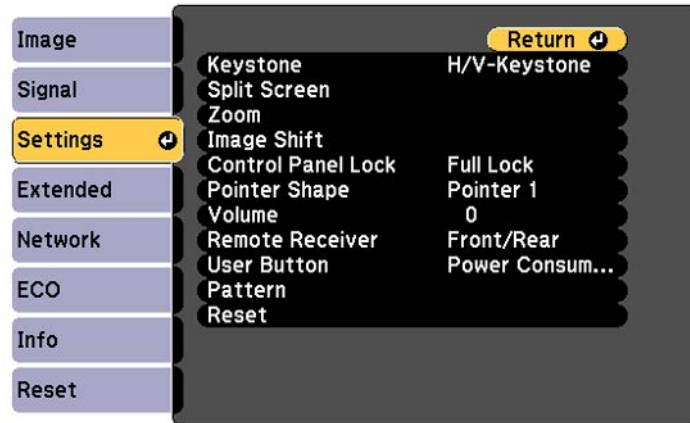 Image
Signal
Settings
Extended
Network
ECO
Info
Reset
Return
Keystone H/V-Keystone
Split Screen
Zoom
Image Shift
Control Panel Lock Full Lock
Pointer Shape Pointer 1
Volume 0
Remote Receiver Front/Rear
User Button Power Consum...
Pattern
Reset